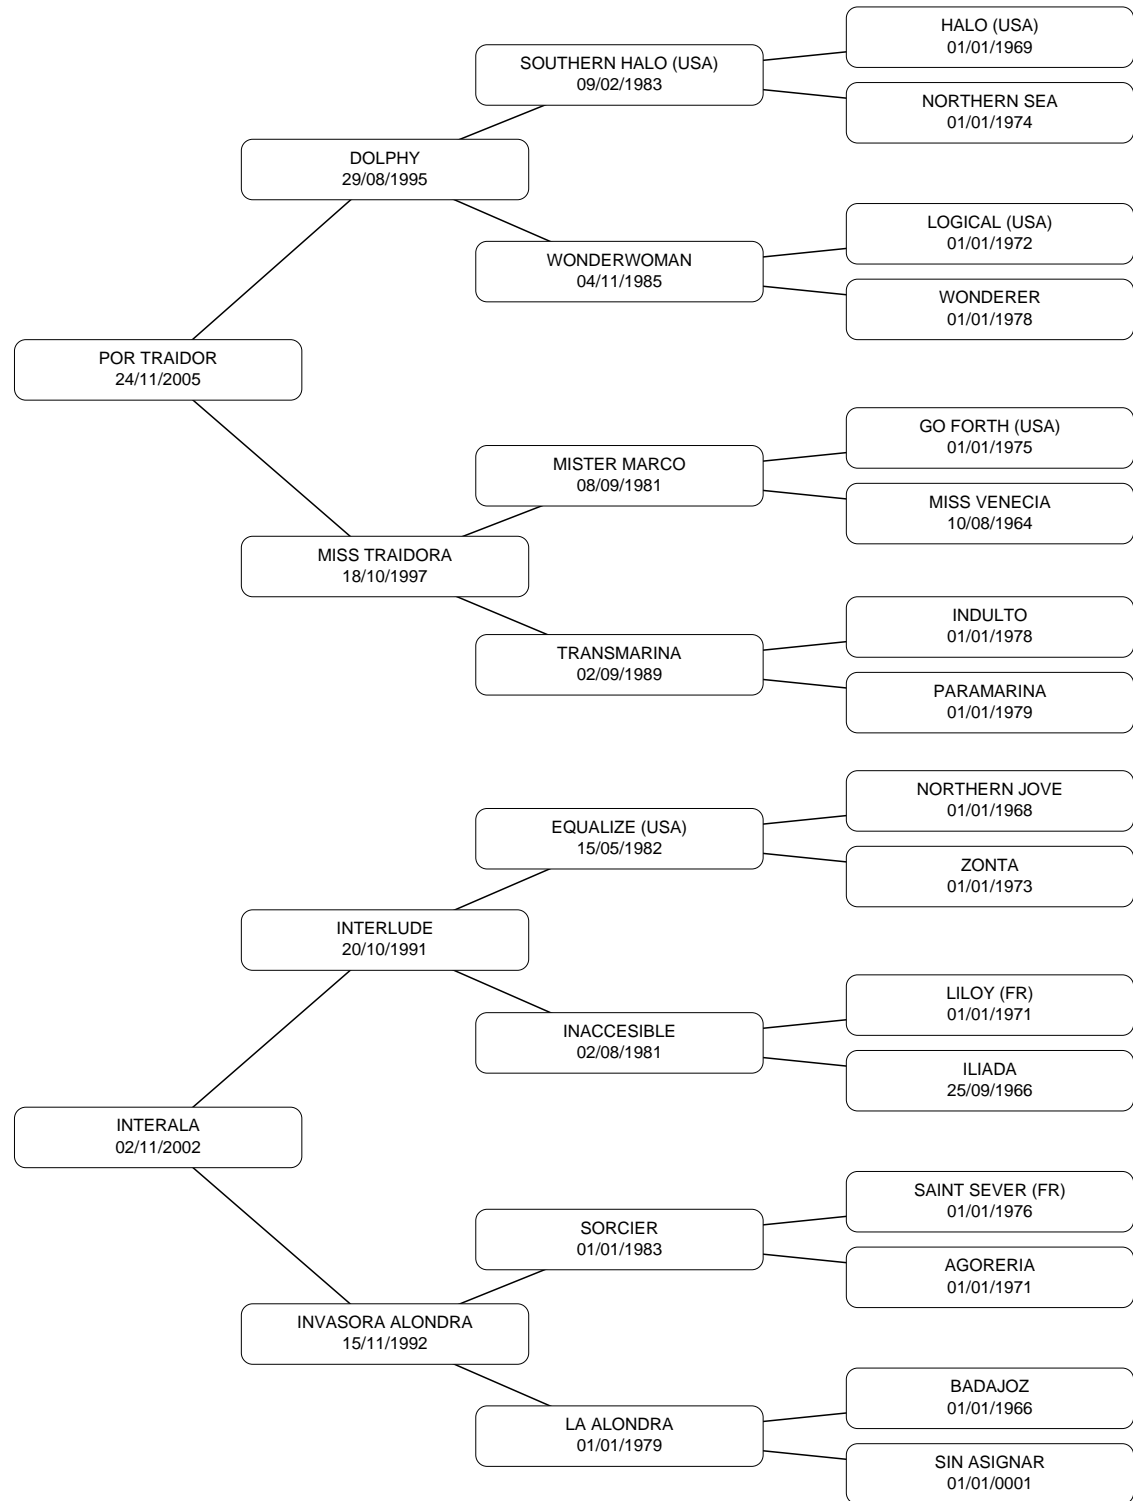 HALO (USA)
01/01/1969
SOUTHERN HALO (USA)
09/02/1983
NORTHERN SEA
01/01/1974
DOLPHY
29/08/1995
LOGICAL (USA)
01/01/1972
WONDERWOMAN
04/11/1985
WONDERER
01/01/1978
POR TRAIDOR
24/11/2005
GO FORTH (USA)
01/01/1975
MISTER MARCO
08/09/1981
MISS VENECIA
10/08/1964
MISS TRAIDORA
18/10/1997
INDULTO
01/01/1978
TRANSMARINA
02/09/1989
PARAMARINA
01/01/1979
NORTHERN JOVE
01/01/1968
EQUALIZE (USA)
15/05/1982
ZONTA
01/01/1973
INTERLUDE
20/10/1991
LILOY (FR)
01/01/1971
INACCESIBLE
02/08/1981
ILIADA
25/09/1966
INTERALA
02/11/2002
SAINT SEVER (FR)
01/01/1976
SORCIER
01/01/1983
AGORERIA
01/01/1971
INVASORA ALONDRA
15/11/1992
BADAJOZ
01/01/1966
LA ALONDRA
01/01/1979
SIN ASIGNAR
01/01/0001